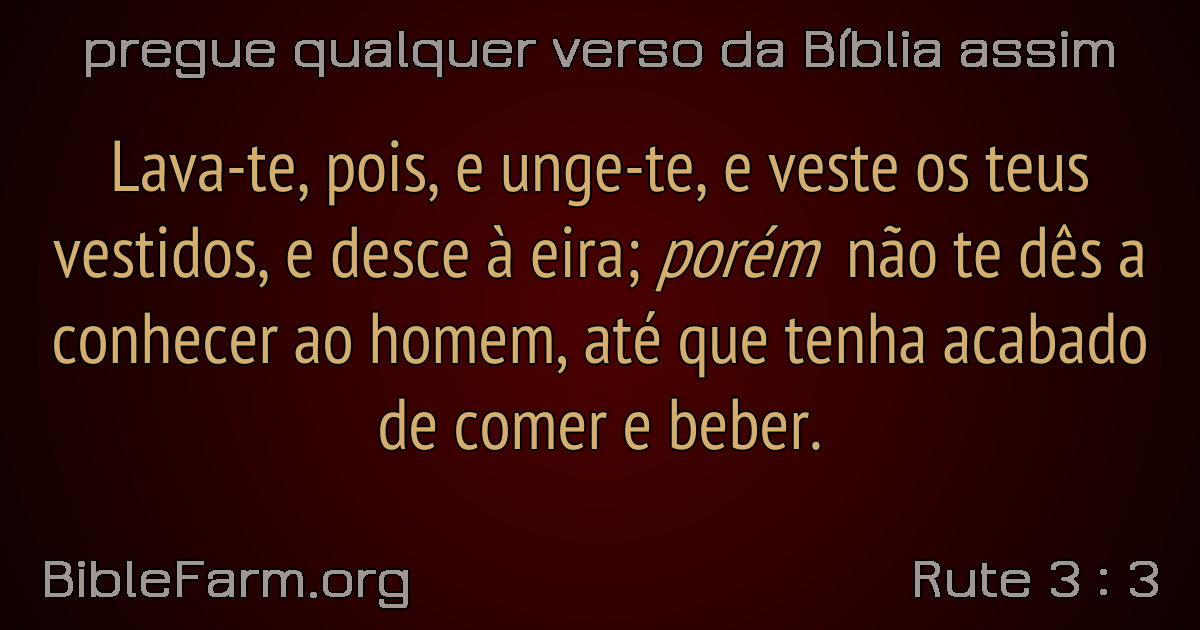 pregue qualquer verso da Bíblia assim
Lava-te, pois, e unge-te, e veste os teus
vestidos, e desce à eira; porém não te dês a
conhecer ao homem, até que tenha acabado
de comer e beber.
BibleFarm.org
Rute 3 : 3